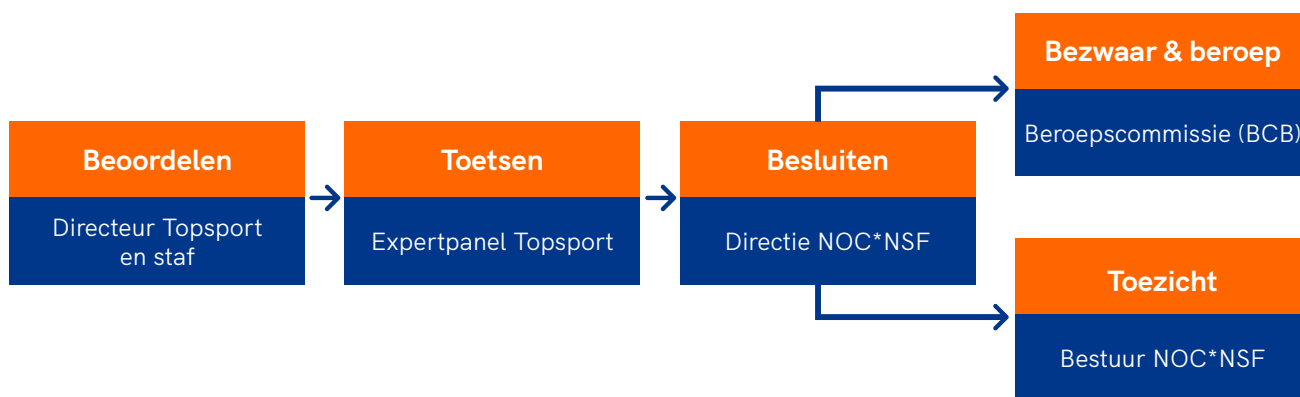 Beoordelen
Directeur Topsport
en staf
Toetsen
Expertpanel Topsport
Besluiten
Directie NOC*NSF
Bezwaar & beroep
Beroepscommissie (BCB)
Toezicht
Bestuur NOC*NSF